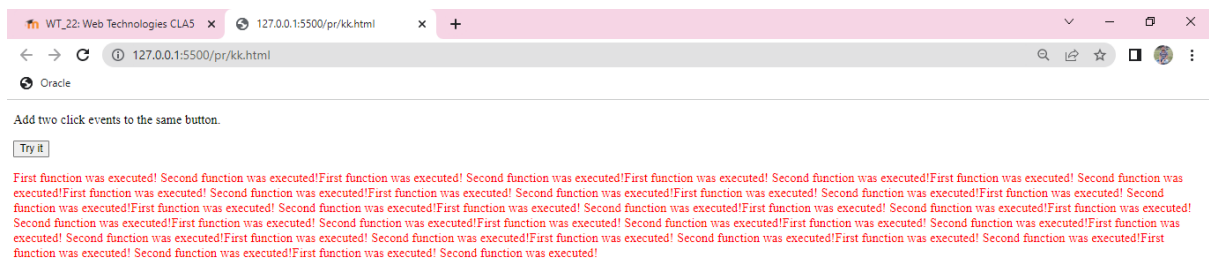 WT_22: Web Technologies CLA5
127.0.0.1:5500/pr/kk.html
127.0.0.1:5500/pr/kk.html
Oracle
Add two click events to the same button.
Try it
First function was executed! Second function was executed!First function was executed! Second function was executed!First function was executed! Second function was executed!First function was executed! Second function was
executed!First function was executed! Second function was executed!First function was executed! Second function was executed!First function was executed! Second function was executed!First function was executed! Second
function was executed!First function was executed! Second function was executed!First function was executed! Second function was executed!First function was executed! Second function was executed!First function was executed!
Second function was executed!First function was executed! Second function was executed!First function was executed! Second function was executed!First function was executed! Second function was executed!First function was
executed! Second function was executed!First function was executed! Second function was executed!First function was executed! Second function was executed!First function was executed! Second function was executed!First
function was executed! Second function was executed!First function was executed! Second function was executed!